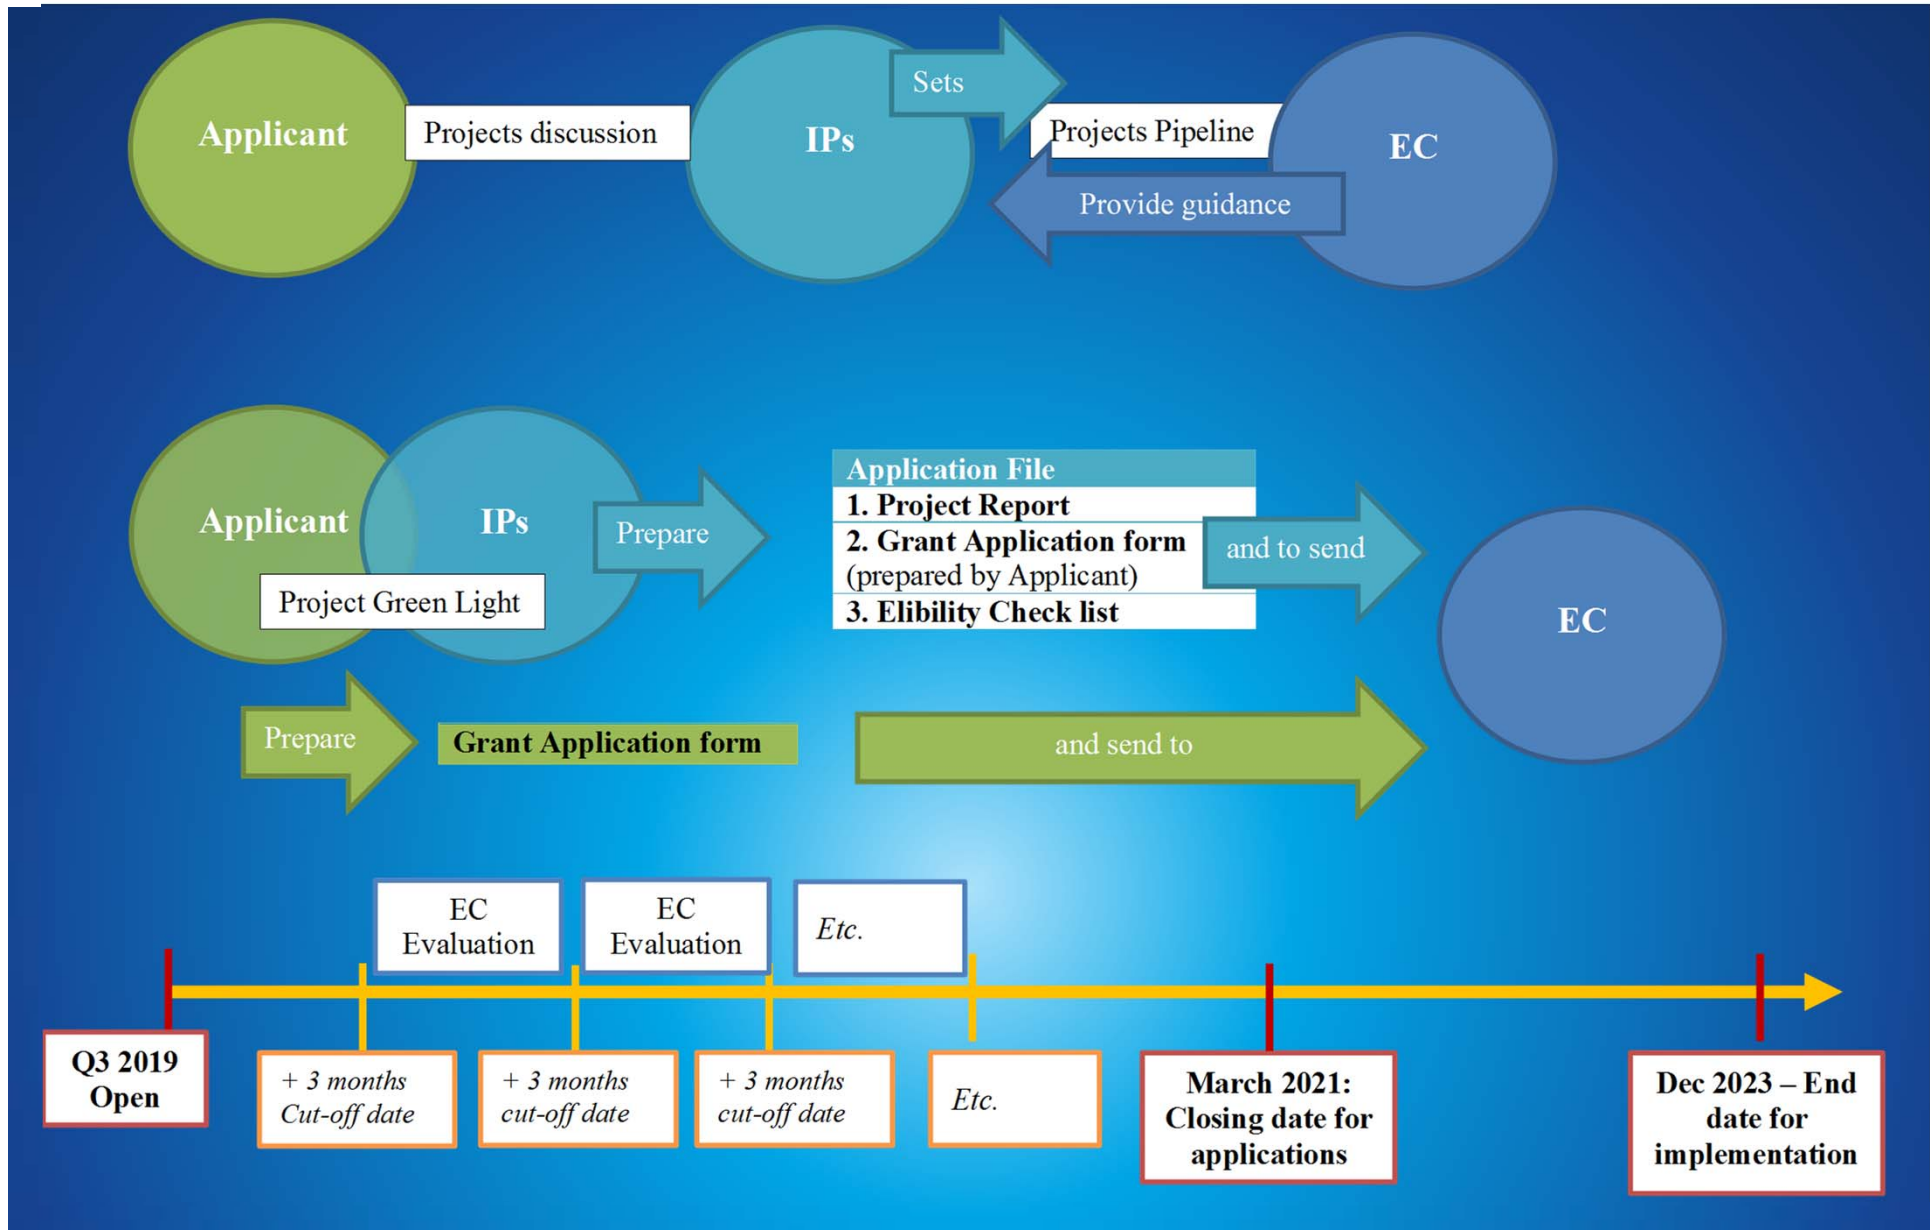 Applicant
Projects discussion
IPs
Sets
Projects Pipeline
EC
Provide guidance
Applicant
IPs
Project Green Light
Prepare
Application File
1. Project Report
2. Grant Application form
(prepared by Applicant)
3. Elibility Check list
and to send
EC
Prepare
Grant Application form
and send to
EC
Evaluation
EC
Evaluation
Etc.
Q3 2019
Open
+ 3 months
Cut-off date
+ 3 months
cut-off date
+ 3 months
cut-off date
Etc.
March 2021:
Closing date for
applications
Dec 2023 – End
date for
implementation